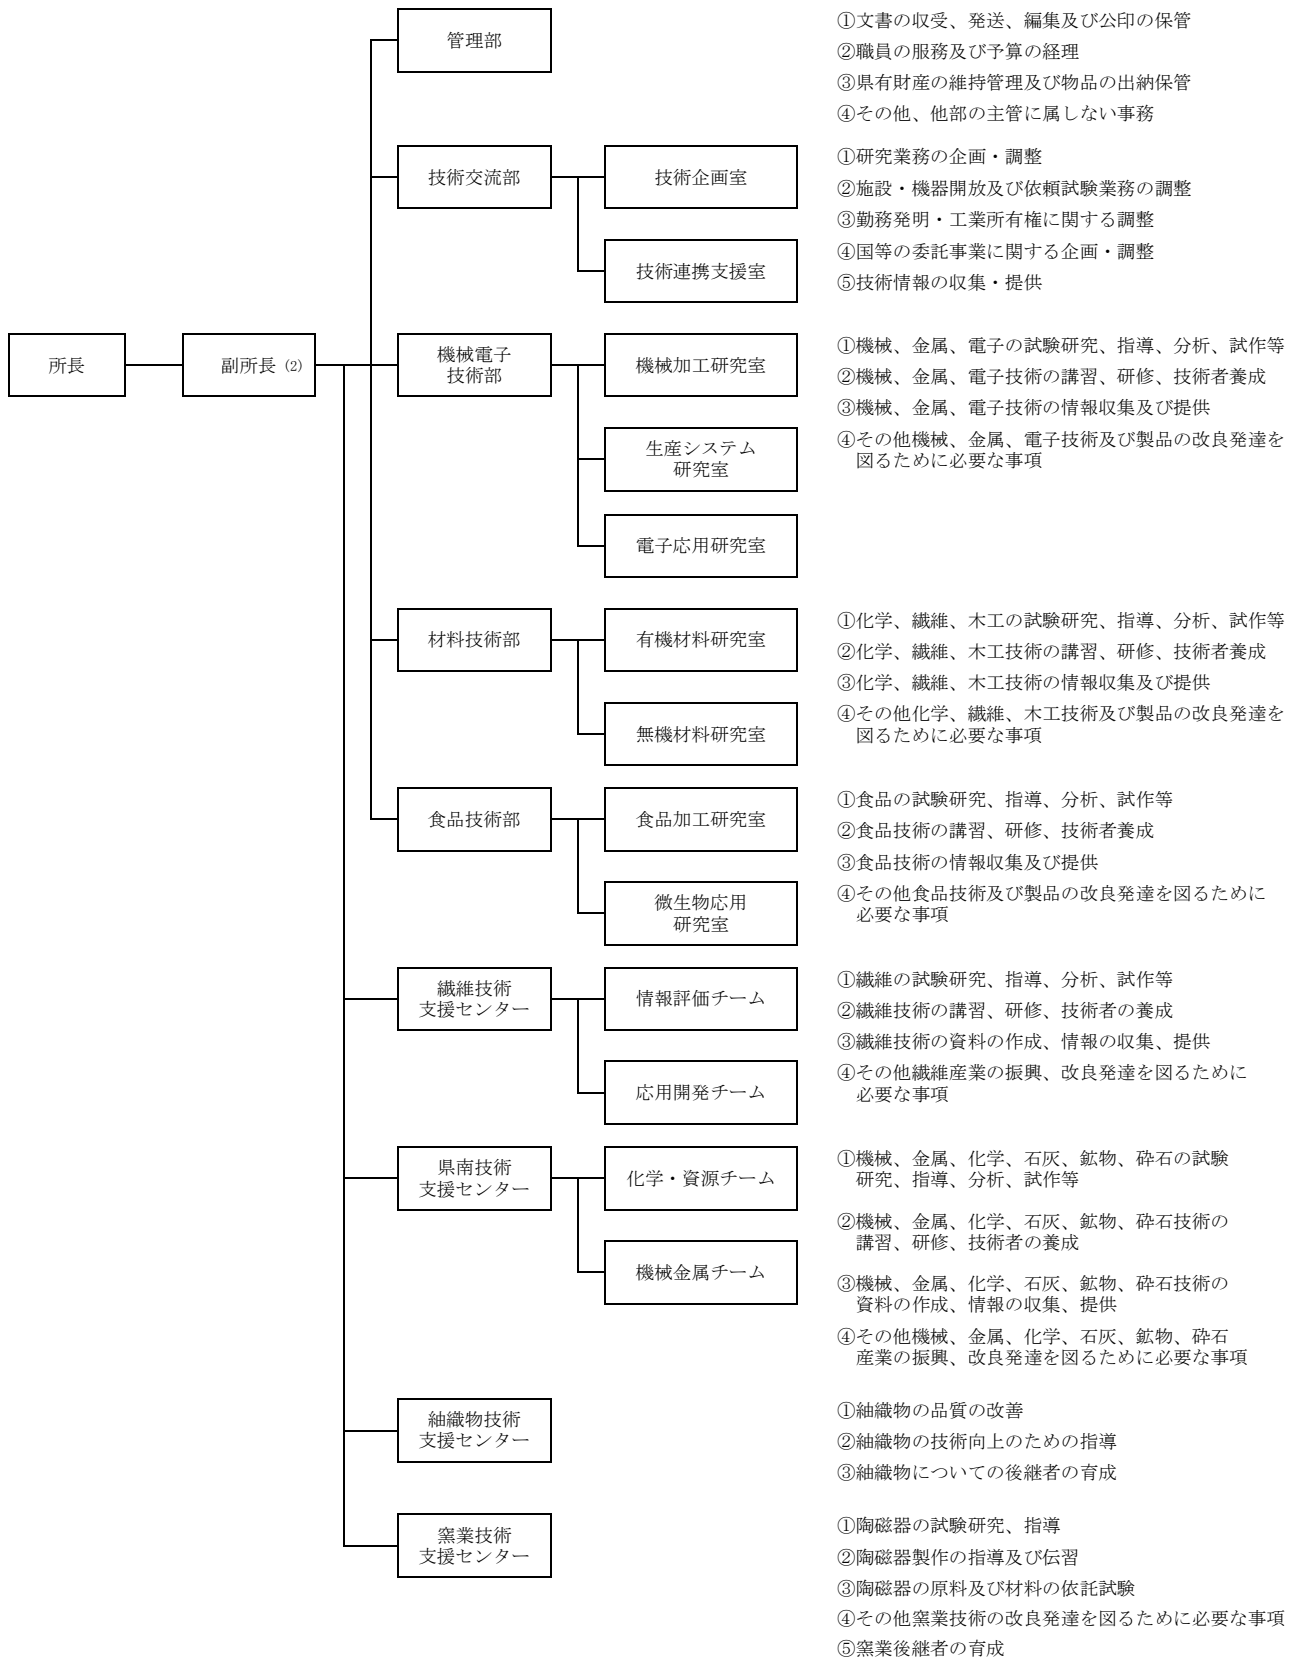 所長
副所長 (2)
管理部
①文書の収受、発送、編集及び公印の保管
②職員の服務及び予算の経理
③県有財産の維持管理及び物品の出納保管
④その他、他部の主管に属しない事務
技術交流部
技術企画室
技術連携支援室
①研究業務の企画・調整
②施設・機器開放及び依頼試験業務の調整
③勤務発明・工業所有権に関する調整
④国等の委託事業に関する企画・調整
⑤技術情報の収集・提供
機械電子
技術部
機械加工研究室
生産システム
研究室
電子応用研究室
①機械、金属、電子の試験研究、指導、分析、試作等
②機械、金属、電子技術の講習、研修、技術者養成
③機械、金属、電子技術の情報収集及び提供
④その他機械、金属、電子技術及び製品の改良発達を
図るために必要な事項
材料技術部
有機材料研究室
無機材料研究室
①化学、繊維、木工の試験研究、指導、分析、試作等
②化学、繊維、木工技術の講習、研修、技術者養成
③化学、繊維、木工技術の情報収集及び提供
④その他化学、繊維、木工技術及び製品の改良発達を
図るために必要な事項
食品技術部
食品加工研究室
微生物応用
研究室
①食品の試験研究、指導、分析、試作等
②食品技術の講習、研修、技術者養成
③食品技術の情報収集及び提供
④その他食品技術及び製品の改良発達を図るために
必要な事項
繊維技術
支援センター
情報評価チーム
応用開発チーム
①繊維の試験研究、指導、分析、試作等
②繊維技術の講習、研修、技術者の養成
③繊維技術の資料の作成、情報の収集、提供
④その他繊維産業の振興、改良発達を図るために
必要な事項
県南技術
支援センター
化学・資源チーム
機械金属チーム
①機械、金属、化学、石灰、鉱物、砕石の試験
研究、指導、分析、試作等
②機械、金属、化学、石灰、鉱物、砕石技術の
講習、研修、技術者の養成
③機械、金属、化学、石灰、鉱物、砕石技術の
資料の作成、情報の収集、提供
④その他機械、金属、化学、石灰、鉱物、砕石
産業の振興、改良発達を図るために必要な事項
紬織物技術
支援センター
①紬織物の品質の改善
②紬織物の技術向上のための指導
③紬織物についての後継者の育成
窯業技術
支援センター
①陶磁器の試験研究、指導
②陶磁器製作の指導及び伝習
③陶磁器の原料及び材料の依託試験
④その他窯業技術の改良発達を図るために必要な事項
⑤窯業後継者の育成